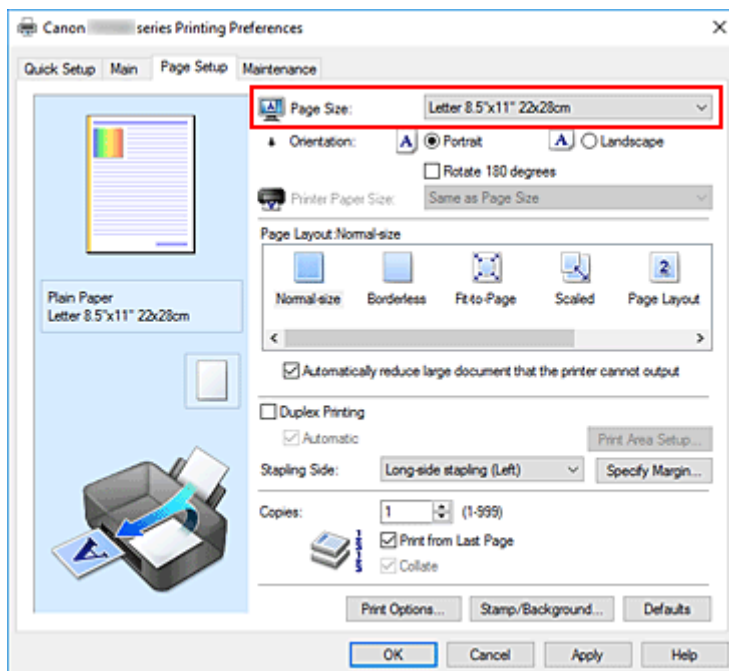 Canon series Printing Preferences
Quick Setup Main Page Setup Maintenance
Page Size: Letter 8.5"x11" 22x28cm
Orientation: A Portrait A Landscape
Rotate 180 degrees
Printer Paper Size: Same as Page Size
Page Layout:Normal-size
2
Normal-size Borderless Fit-to-Page Scaled Page Layout
Plain Paper
Letter 8.5"x11" 22x28cm
Automatically reduce large document that the printer cannot output
Duplex Printing
Automatic Print Area Setup...
Stapling Side: Long-side stapling (Left) Specify Margin...
Copies: 1 (1-999)
Print from Last Page
Collate
A
Print Options... Stamp/Background... Defaults
OK Cancel Apply Help